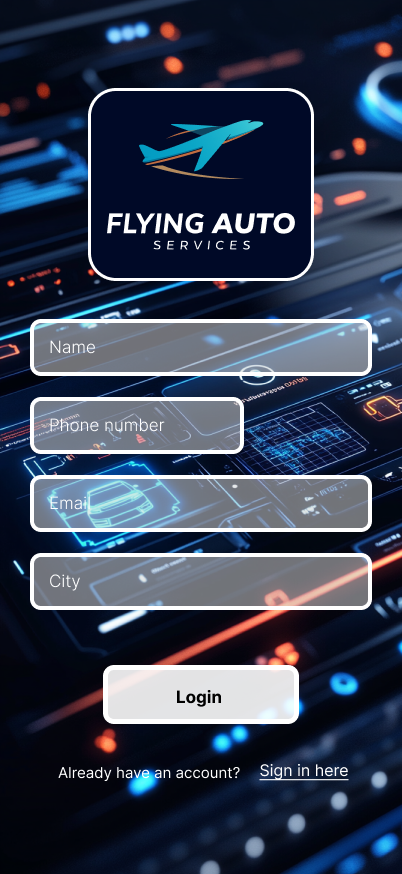 FLYING AUTO
SERVICES
Name
Phone number
Email
City
Login
Already have an account? Sign in here